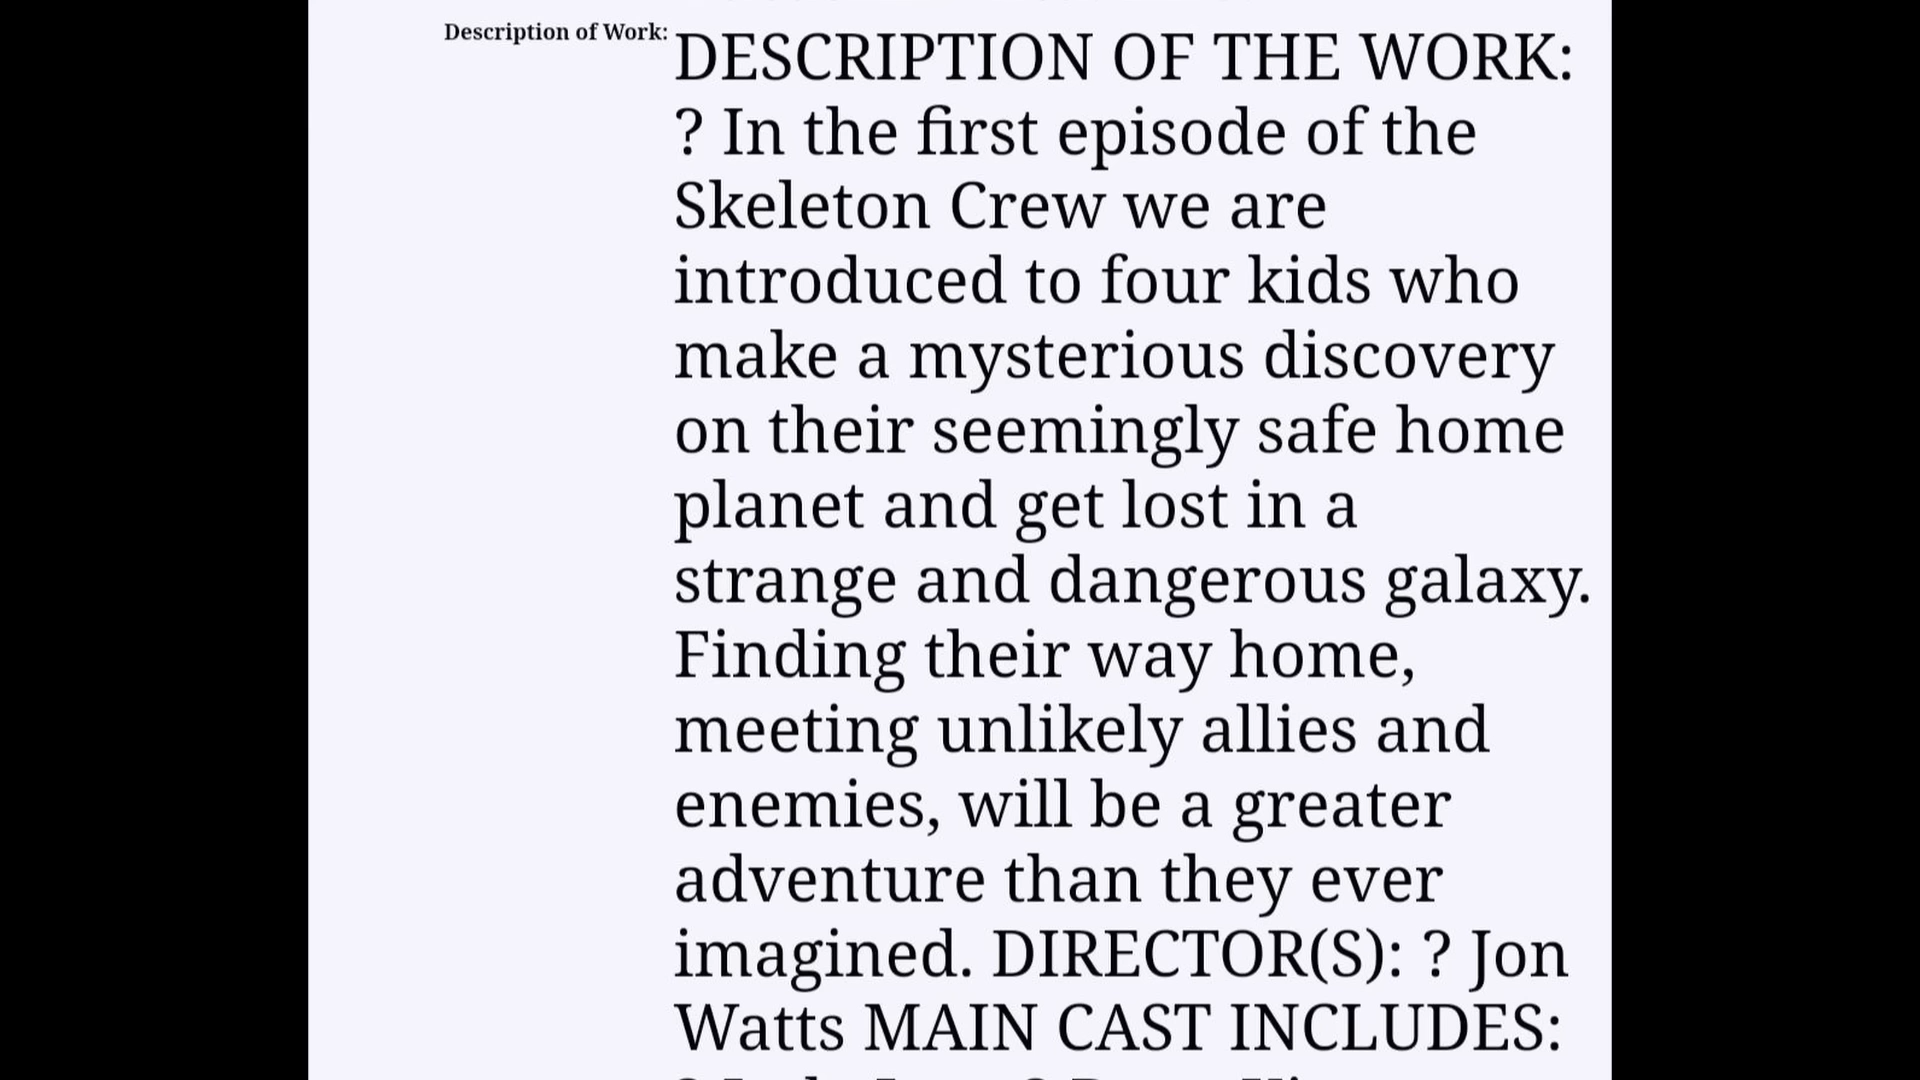 Description of Work:
DESCRIPTION OF THE WORK:
? In the first episode of the
Skeleton Crew we are
introduced to four kids who
make a mysterious discovery
on their seemingly safe home
planet and get lost in a
strange and dangerous galaxy.
Finding their way home,
meeting unlikely allies and
enemies, will be a greater
adventure than they ever
imagined. DIRECTOR(S): ? Jon
Watts MAIN CAST INCLUDES: